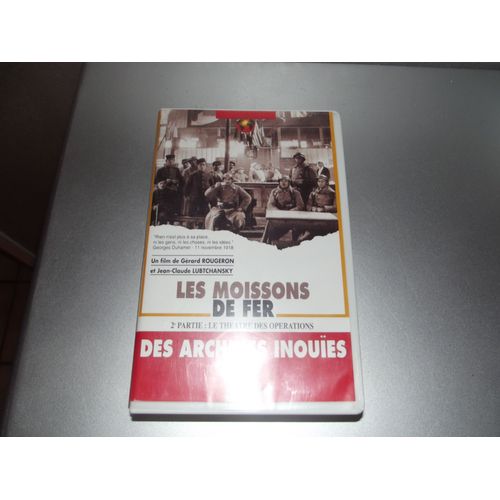 "Rien n'est plus à sa place,
ni les gens, ni les choses, ni les idées."
Georges Duhamel - 11 novembre 1918
Un film de Gérard ROUGERON
et Jean-Claude LUBTCHANSKY
LES MOISSONS
DE FER
2e PARTIE : LE THEATRE DES OPERATIONS
DES ARCHIVES INOUÏES